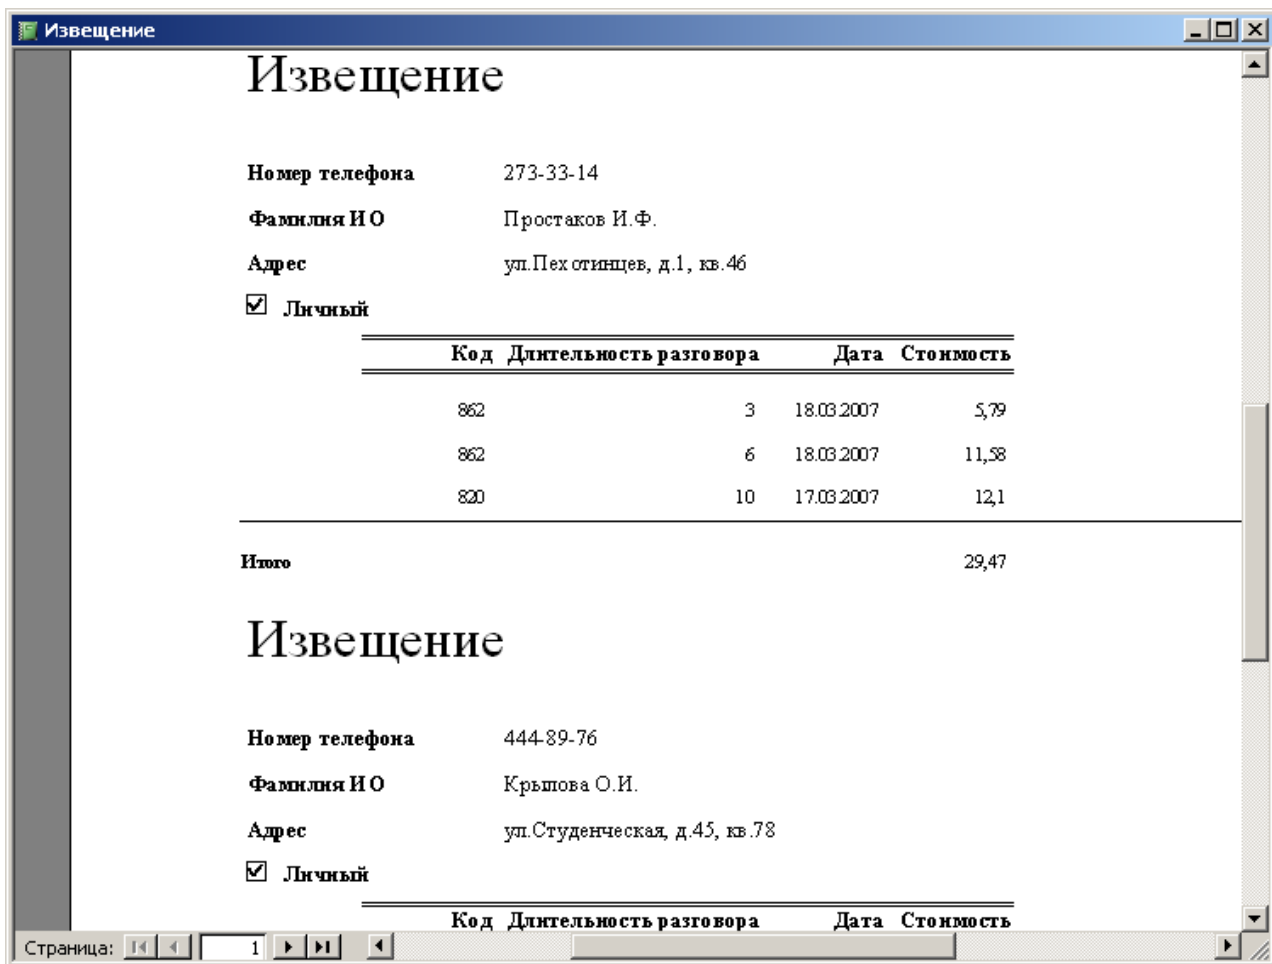 Извещение
Извещение
Номер телефона 273-33-14
Фамилия И О Простаков И.Ф.
Адрес ул.Пехотинцев, д.1, кв.46
Личный
Код Длительность разговора Дата Стоимость
862 3 18.03.2007 5,79
862 6 18.03.2007 11,58
820 10 17.03.2007 12,1
Итого 29,47
Извещение
Номер телефона 444-89-76
Фамилия И О Крылова О.И.
Адрес ул.Студенческая, д.45, кв.78
Личный
Код Длительность разговора Дата Стоимость
Страница: 1